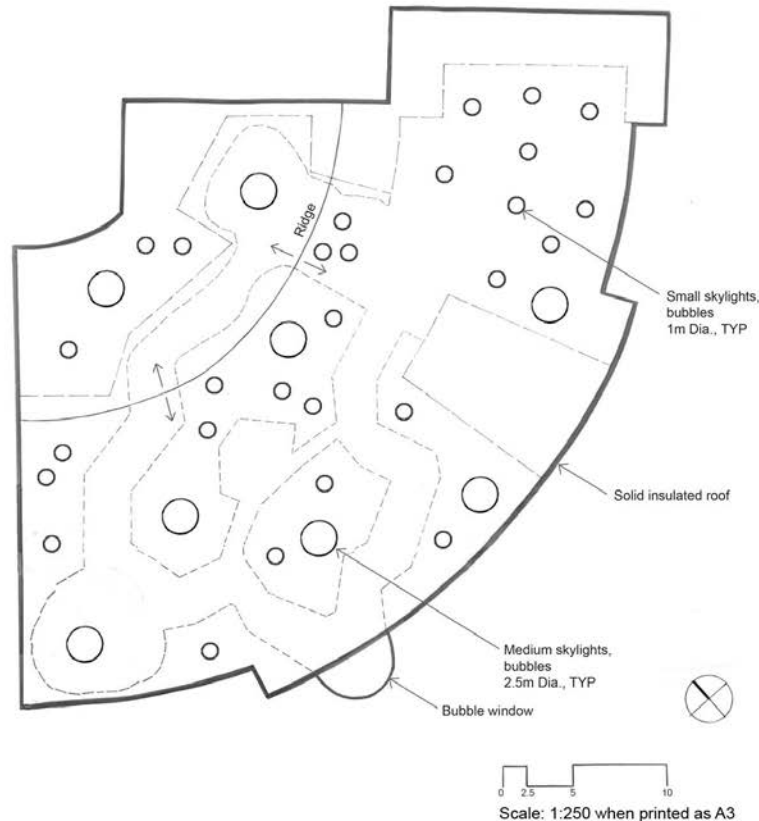 Ridge
Small skylights,
bubbles
1m Dia., TYP
Solid insulated roof
Medium skylights,
bubbles
2.5m Dia., TYP
Bubble window
0 2.5 5 10
Scale: 1:250 when printed as A3